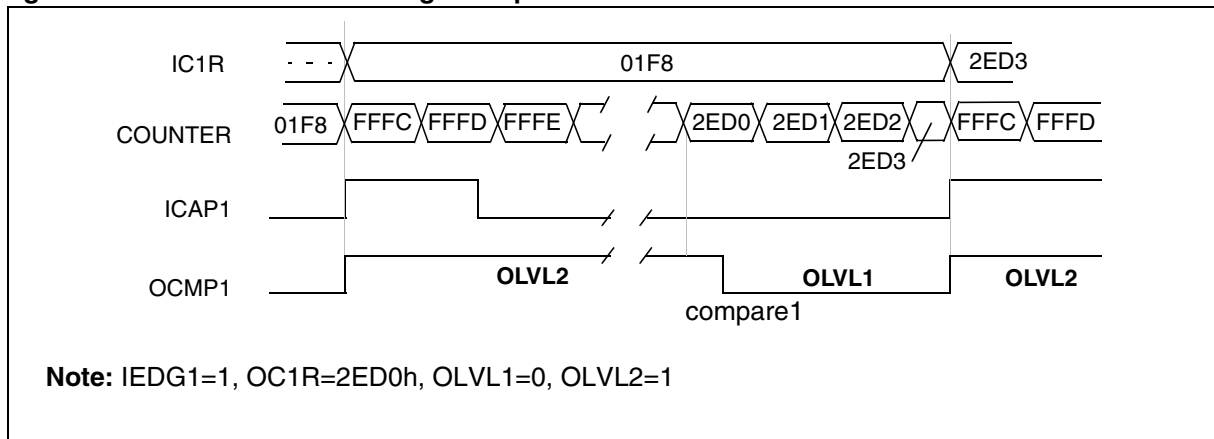 IC1R - - - 01F8 2ED3
COUNTER 01F8 FFFC FFFD FFFE 2ED0 2ED1 2ED2 FFFC FFFD
2ED3
ICAP1
OCMP1 OLVL2 OLVL1 OLVL2
compare1
Note: IEDG1=1, OC1R=2ED0h, OLVL1=0, OLVL2=1